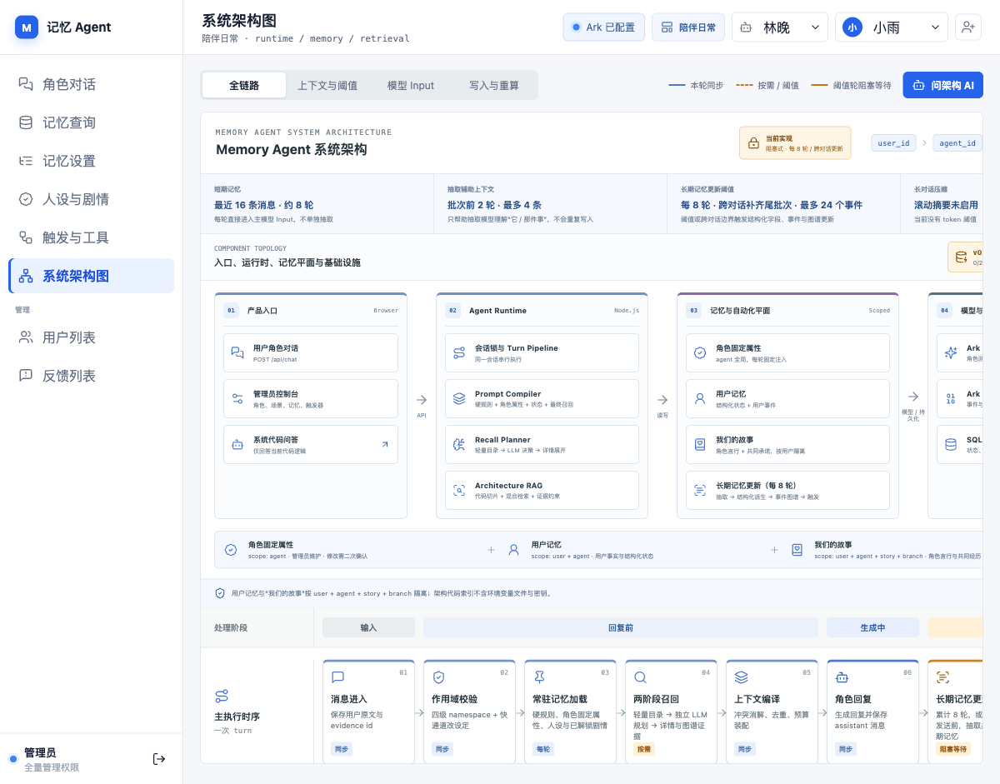 M 记忆 Agent
角色对话
记忆查询
记忆设置
人设与剧情
触发与工具
系统架构图
管理
用户列表
反馈列表
管理员
全量管理权限
系统架构图
陪伴日常 · runtime / memory / retrieval
Ark 已配置
陪伴日常
林晚
小 小雨
全链路
上下文与阈值
模型 Input
写入与重算
本轮同步
按需 / 阈值
阈值轮阻塞等待
问架构 AI
MEMORY AGENT SYSTEM ARCHITECTURE
Memory Agent 系统架构
当前实现
阻塞式 · 每 8 轮 / 跨对话更新
user_id
agent_id
短期记忆
最近 16 条消息 · 约 8 轮
每轮直接进入主模型 Input，不单独抽取
抽取辅助上下文
批次前 2 轮 · 最多 4 条
只帮助抽取模型理解“它 / 那件事”，不会重复写入
长期记忆更新阈值
每 8 轮 · 跨对话补齐尾批次 · 最多 24 个事件
阈值或跨对话边界触发结构化字段、事件与图谱更新
长对话压缩
滚动摘要未启用
当前没有 token 阈值
COMPONENT TOPOLOGY
入口、运行时、记忆平面与基础设施
v0
0/2
01 产品入口 Browser
用户角色对话
POST /api/chat
管理员控制台
角色、场景、记忆、触发器
系统代码问答
仅回答当前代码逻辑
API
02 Agent Runtime Node.js
会话锁与 Turn Pipeline
同一会话串行执行
Prompt Compiler
硬规则 + 角色属性 + 状态 + 最终召回
Recall Planner
轻量目录 → LLM 决策 → 详情展开
Architecture RAG
代码切片 + 混合检索 + 证据约束
读写
03 记忆与自动化平面 Scoped
角色固定属性
agent 全局，每轮固定注入
用户记忆
结构化状态 + 用户事件
我们的故事
角色言行 + 共同承诺，按用户隔离
长期记忆更新（每 8 轮）
抽取 → 结构化派生 → 事件图谱 → 触发
模型 / 持
久化
04 模型与
Ark
角色回
Ark
事件与
SQL
状态、
角色固定属性
scope: agent · 管理员维护 · 修改需二次确认
用户记忆
scope: user + agent · 用户事实与结构化状态
我们的故事
scope: user + agent + story + branch · 角色言行与共同经历
用户记忆与“我们的故事”按 user + agent + story + branch 隔离；架构代码索引不含环境变量文件与密钥。
处理阶段
输入
回复前
生成中
主执行时序
一次 turn
01
消息进入
保存用户原文与
evidence id
同步
02
作用域校验
四级 namespace + 快
通道改设定
同步
03
常驻记忆加载
硬规则、角色固定属
性、人设与已解锁剧情
每轮
04
两阶段召回
轻量目录 → 独立 LLM
规划 → 详情与图谱证
据
按需
05
上下文编译
冲突消解、去重、预算
装配
同步
06
角色回复
生成回复并保存
assistant 消息
同步
长期记忆更
累计 8 轮，或
发送前，抽取
期记忆
阻塞等待